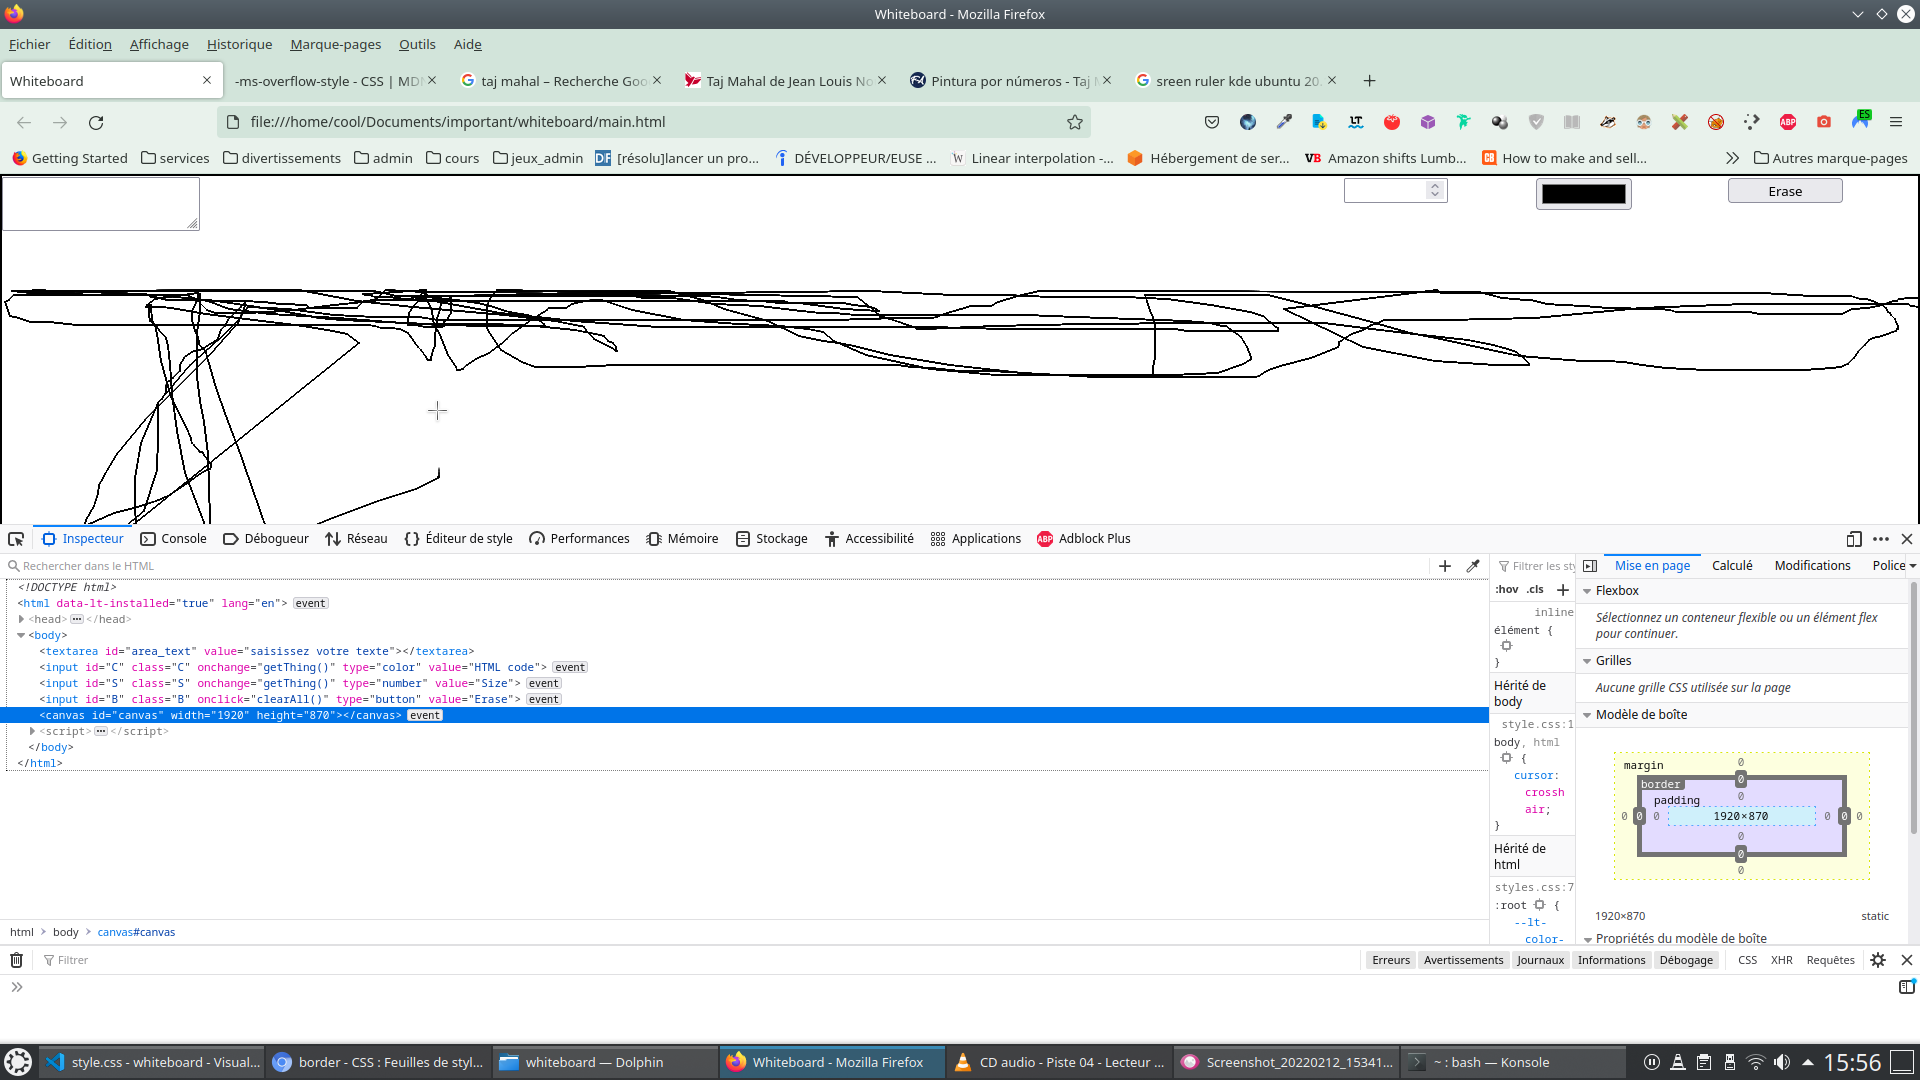 Whiteboard - Mozilla Firefox
Fichier Édition Affichage Historique Marque-pages Outils Aide
Whiteboard
-ms-overflow-style - CSS | MD
taj mahal – Recherche Goo
Taj Mahal de Jean Louis No
Pintura por números - Taj M
sreen ruler kde ubuntu 20.
file:///home/cool/Documents/important/whiteboard/main.html
LT
ABP
ES
Getting Started services divertissements admin cours jeux_admin DF [résolu]lancer un pro... DÉVELOPPEUR/EUSE ... W Linear interpolation -... Hébergement de ser... VB Amazon shifts Lumb... CB How to make and sell... Autres marque-pages
Erase
Inspecteur Console Débogueur Réseau Éditeur de style Performances Mémoire Stockage Accessibilité Applications ABP Adblock Plus
Rechercher dans le HTML
<!DOCTYPE html>
<html data-lt-installed="true" lang="en"> event
<head> ••• </head>
<body>
<textarea id="area_text" value="saisissez votre texte"></textarea>
<input id="C" class="C" onchange="getThing()" type="color" value="HTML code"> event
<input id="S" class="S" onchange="getThing()" type="number" value="Size"> event
<input id="B" class="B" onclick="clearAll()" type="button" value="Erase"> event
<canvas id="canvas" width="1920" height="870"></canvas> event
<script> ••• </script>
</body>
</html>
html body canvas#canvas
Filtrer les sty
:hov .cls
inline
élément {
}
Hérité de
body
style.css:1
body, html
{
cursor:
crossh
air;
}
Hérité de
html
styles.css:7
:root {
--lt-
color-
Mise en page Calculé Modifications Police
Flexbox
Sélectionnez un conteneur flexible ou un élément flex
pour continuer.
Grilles
Aucune grille CSS utilisée sur la page
Modèle de boîte
margin 0
border 0
padding 0
0 0 0 1920×870 0 0 0
0
0
0
1920×870 static
Propriétés du modèle de boîte
Filtrer
Erreurs Avertissements Journaux Informations Débogage CSS XHR Requêtes
style.css - whiteboard - Visual...
border - CSS : Feuilles de styl...
whiteboard — Dolphin
Whiteboard - Mozilla Firefox
CD audio - Piste 04 - Lecteur ...
Screenshot_20220212_15341...
~ : bash — Konsole
15:56